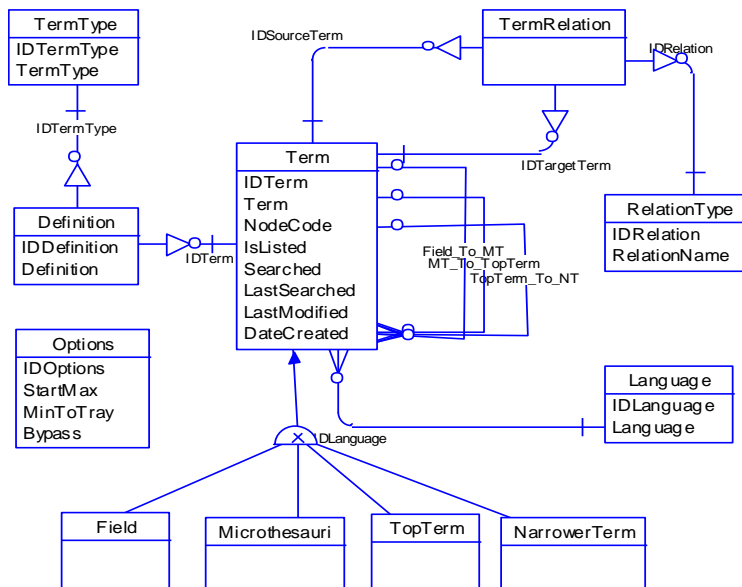 TermType
IDTermType
TermType
IDSourceTerm
TermRelation
IDRelation
IDTermType
IDTargetTerm
Term
IDTerm
Term
NodeCode
IsListed
Searched
LastSearched
LastModified
DateCreated
Definition
IDDefinition
Definition
IDTerm
Field_To_MT
MT_To_TopTerm
TopTerm_To_NT
RelationType
IDRelation
RelationName
Options
IDOptions
StartMax
MinToTray
Bypass
Language
IDLanguage
Language
IDLanguage
Field
Microthesauri
TopTerm
NarrowerTerm